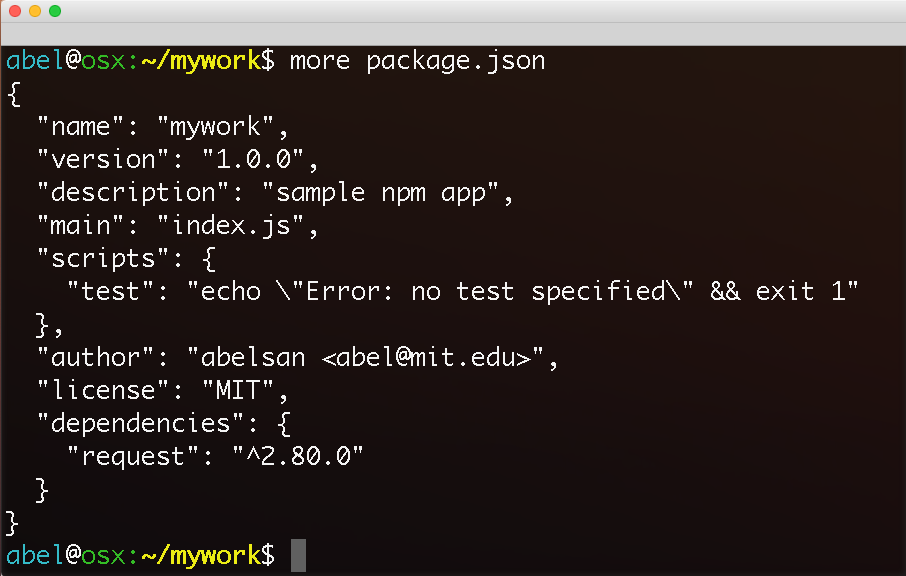 abel@osx:~/mywork$ more package.json
{
  "name": "mywork",
  "version": "1.0.0",
  "description": "sample npm app",
  "main": "index.js",
  "scripts": {
    "test": "echo \"Error: no test specified\" && exit 1"
  },
  "author": "abelsan <abel@mit.edu>",
  "license": "MIT",
  "dependencies": {
    "request": "^2.80.0"
  }
}
abel@osx:~/mywork$